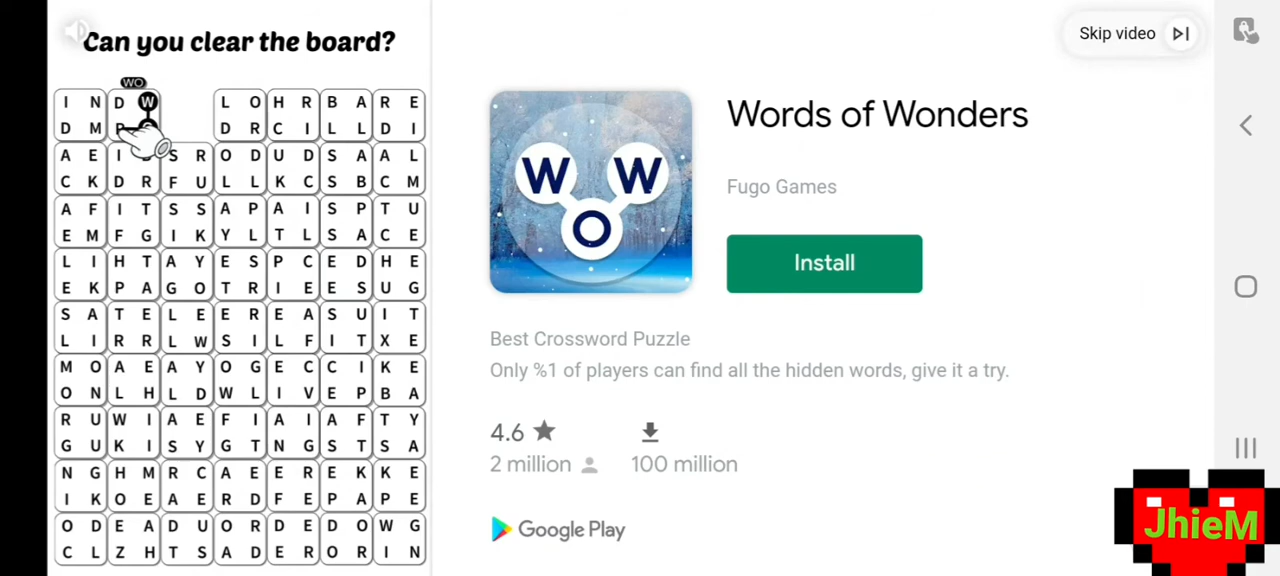 Can you clear the board?
WO
I N D W L O H R B A R E
D M D R C I L L D I
A E I S R O D U D S A A L
C K D R F U L L K C S B C M
A F I T S S A P A I S P T U
E M F G I K Y L T L S A C E
L I H T A Y E S P C E D H E
E K P A G O T R I E E S U G
S A T E L E E R E A S U I T
L I R R L W S I L F I T X E
M O A E A Y O G E C C I K E
O N L H L D W L I V E P B A
R U W I A E F I A I A F T Y
G U K I S Y G T N G S T S A
N G H M R C A E E R E K K E
I K O E A E R D F E P A P E
O D E A D U O R D E D O W G
C L Z H T S A D E R O R I N
Skip video
W W O
Words of Wonders
Fugo Games
Install
Best Crossword Puzzle
Only %1 of players can find all the hidden words, give it a try.
4.6
2 million 100 million
Google Play
JhieM